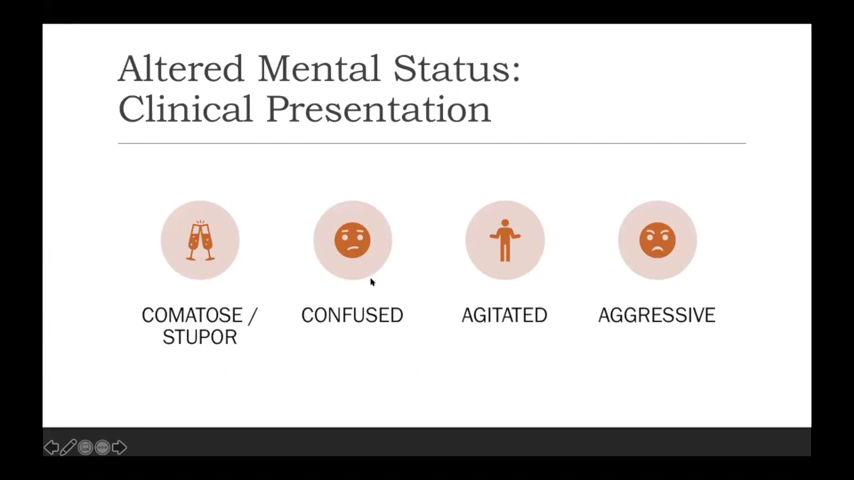 Altered Mental Status:
Clinical Presentation
COMATOSE /
STUPOR
CONFUSED
AGITATED
AGGRESSIVE